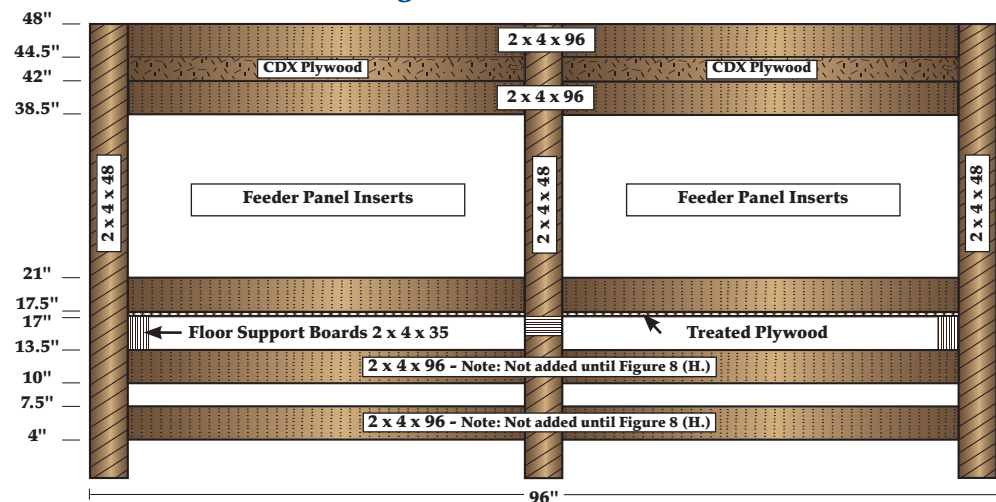 48"
2 x 4 x 96
44.5"
CDX Plywood
CDX Plywood
42"
2 x 4 x 96
38.5"
2 x 4 x 48
2 x 4 x 48
2 x 4 x 48
Feeder Panel Inserts
Feeder Panel Inserts
21"
17.5"
17"
Floor Support Boards 2 x 4 x 35
Treated Plywood
13.5"
2 x 4 x 96 - Note: Not added until Figure 8 (H.)
10"
7.5"
2 x 4 x 96 - Note: Not added until Figure 8 (H.)
4"
96"